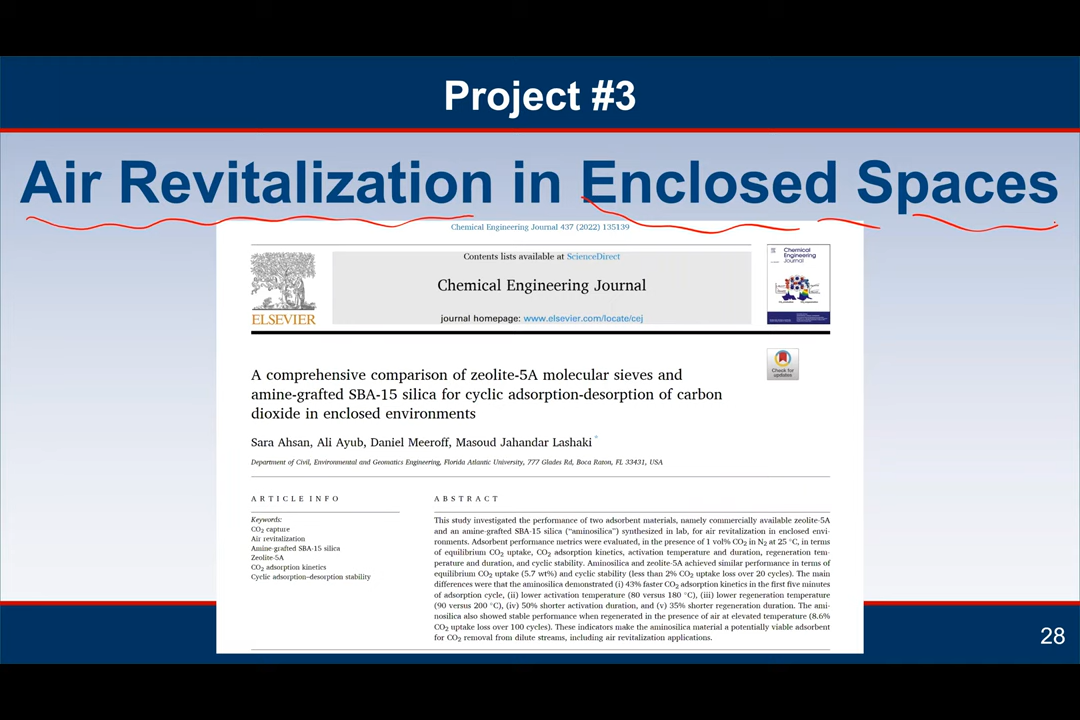 Project #3
Air Revitalization in Enclosed Spaces
Chemical Engineering Journal 437 (2022) 135139
Contents lists available at ScienceDirect
Chemical Engineering Journal
journal homepage: www.elsevier.com/locate/cej
ELSEVIER
Chemical
Engineering
Journal
Check for
updates
A comprehensive comparison of zeolite-5A molecular sieves and
amine-grafted SBA-15 silica for cyclic adsorption-desorption of carbon
dioxide in enclosed environments
Sara Ahsan, Ali Ayub, Daniel Meeroff, Masoud Jahandar Lashaki *
Department of Civil, Environmental and Geomatics Engineering, Florida Atlantic University, 777 Glades Rd, Boca Raton, FL 33431, USA
ARTICLE INFO
Keywords:
CO2 capture
Air revitalization
Amine-grafted SBA-15 silica
Zeolite-5A
CO2 adsorption kinetics
Cyclic adsorption–desorption stability
ABSTRACT
This study investigated the performance of two adsorbent materials, namely commercially available zeolite-5A
and an amine-grafted SBA-15 silica ("aminosilica") synthesized in lab, for air revitalization in enclosed envi-
ronments. Adsorbent performance metrics were evaluated, in the presence of 1 vol% CO2 in N2 at 25 °C, in terms
of equilibrium CO2 uptake, CO2 adsorption kinetics, activation temperature and duration, regeneration tem-
perature and duration, and cyclic stability. Aminosilica and zeolite-5A achieved similar performance in terms of
equilibrium CO2 uptake (5.7 wt%) and cyclic stability (less than 2% CO2 uptake loss over 20 cycles). The main
differences were that the aminosilica demonstrated (i) 43% faster CO2 adsorption kinetics in the first five minutes
of adsorption cycle, (ii) lower activation temperature (80 versus 180 °C), (iii) lower regeneration temperature
(90 versus 200 °C), (iv) 50% shorter activation duration, and (v) 35% shorter regeneration duration. The ami-
nosilica also showed stable performance when regenerated in the presence of air at elevated temperature (8.6%
CO2 uptake loss over 100 cycles). These indicators make the aminosilica material a potentially viable adsorbent
for CO2 removal from dilute streams, including air revitalization applications.
28